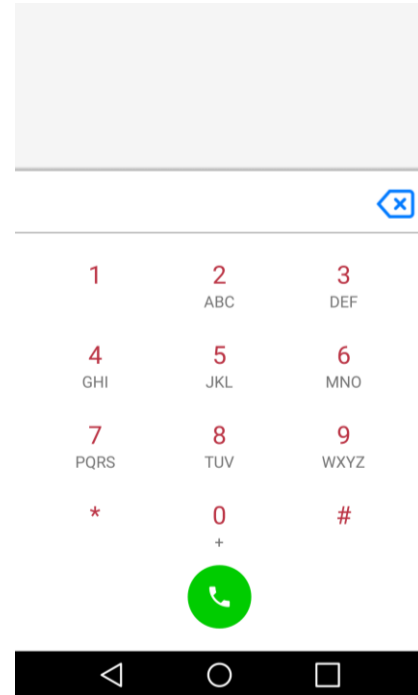 1 2 3
ABC DEF
4 5 6
GHI JKL MNO
7 8 9
PQRS TUV WXYZ
* 0 #
+